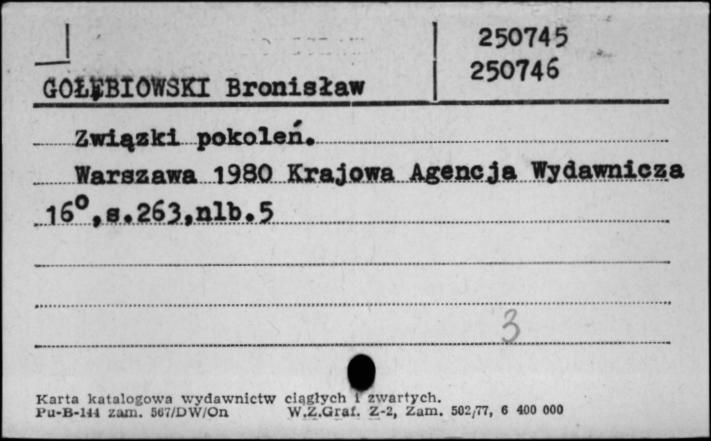 250745
250746
GOŁĘBIOWSKI Bronisław
Związki pokoleń.
Warszawa 1980 Krajowa Agencja Wydawnicza
16°,s.263,nlb.5
3
Karta katalogowa wydawnictw ciągłych i zwartych.
Pu-B-144 zam. 567/DW/On W.Z.Graf. Z-2, Zam. 502/77, 6 400 000